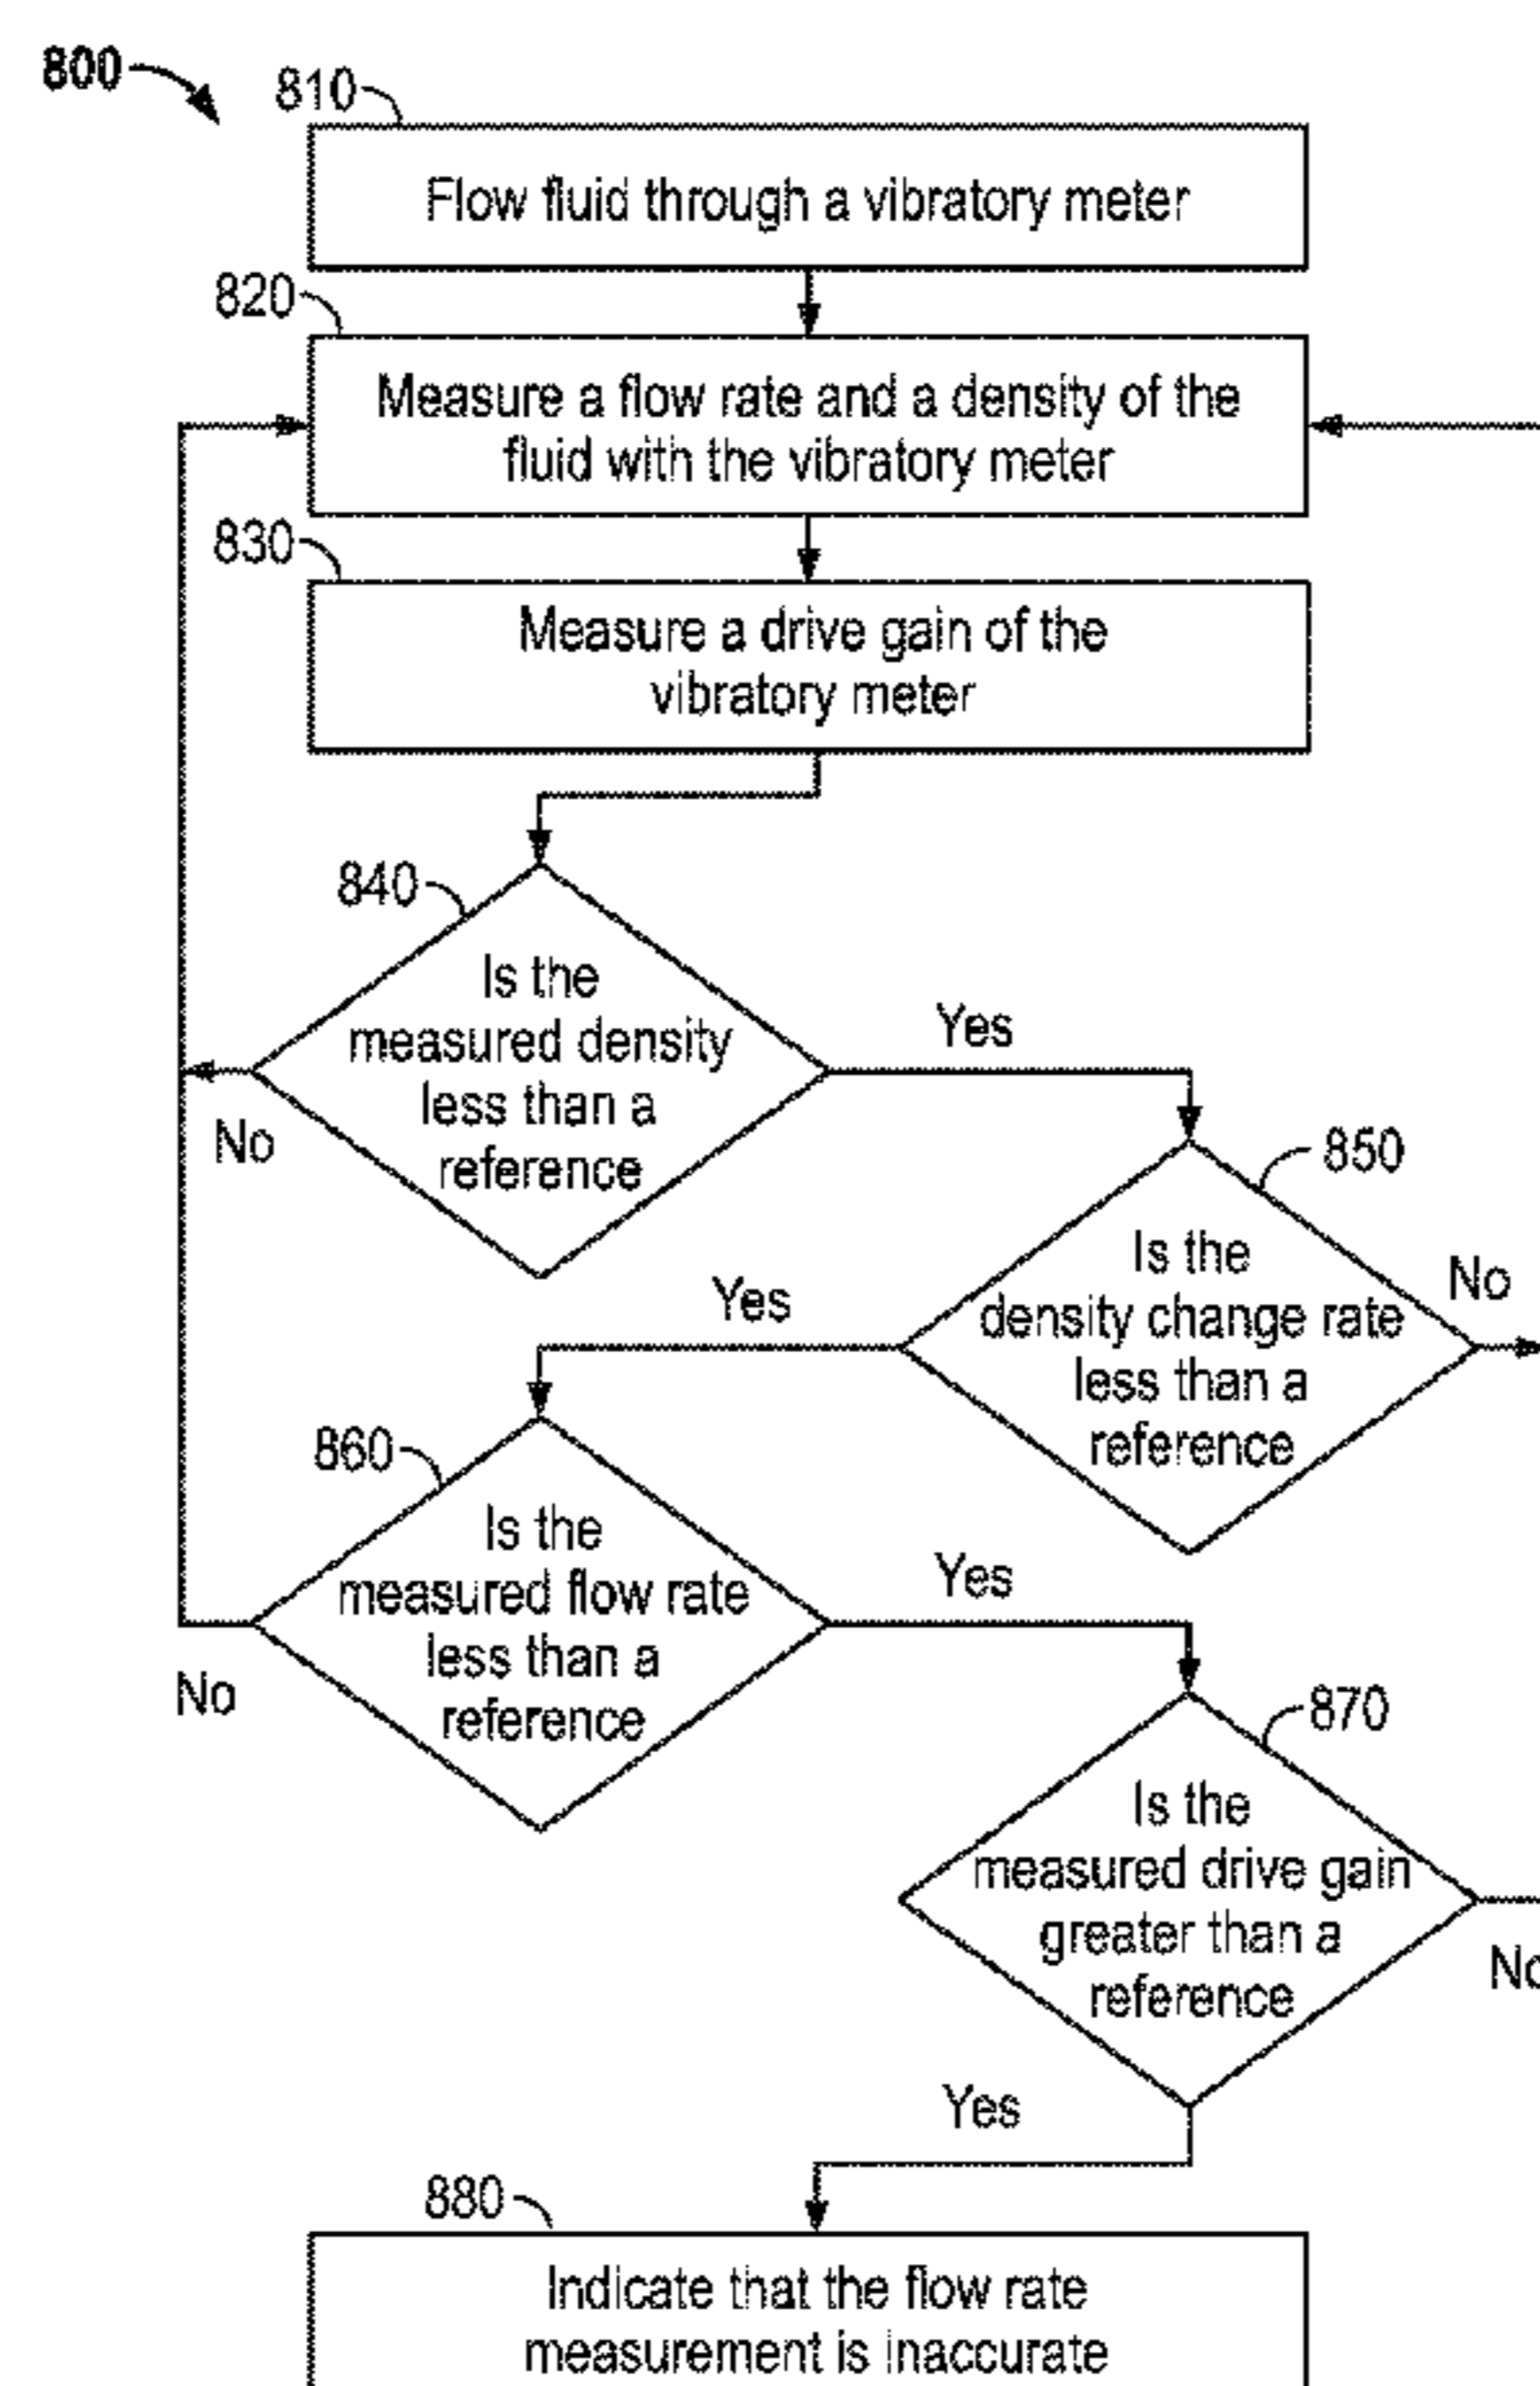 800
810
Flow fluid through a vibratory meter
820
Measure a flow rate and a density of the
fluid with the vibratory meter
830
Measure a drive gain of the
vibratory meter
840
Is the
measured density
less than a
reference
Yes
No
850
Is the
density change rate
less than a
reference
No
Yes
860
Is the
measured flow rate
less than a
reference
Yes
No
870
Is the
measured drive gain
greater than a
reference
No
Yes
880
Indicate that the flow rate
measurement is inaccurate